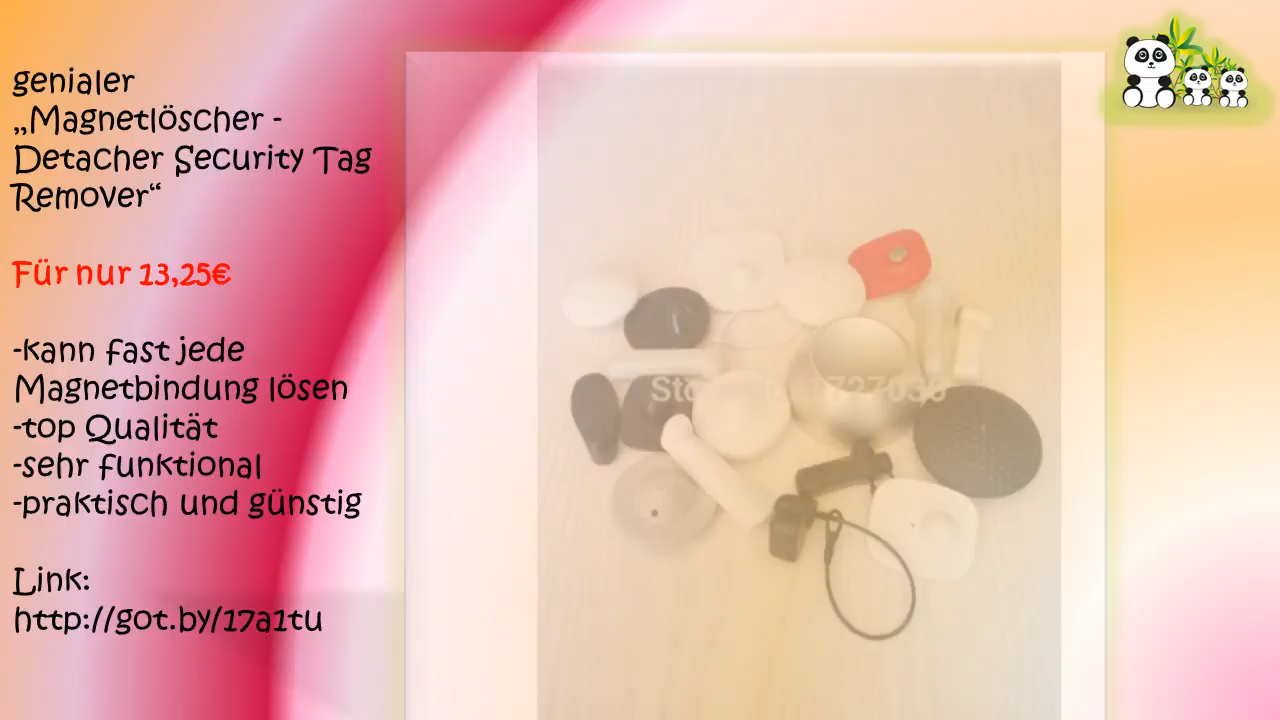 genialer
„Magnetlöscher -
Detacher Security Tag
Remover“
Für nur 13,25€
-kann fast jede
Magnetbindung lösen
-top Qualität
-sehr funktional
-praktisch und günstig
Link:
http://got.by/17a1tu